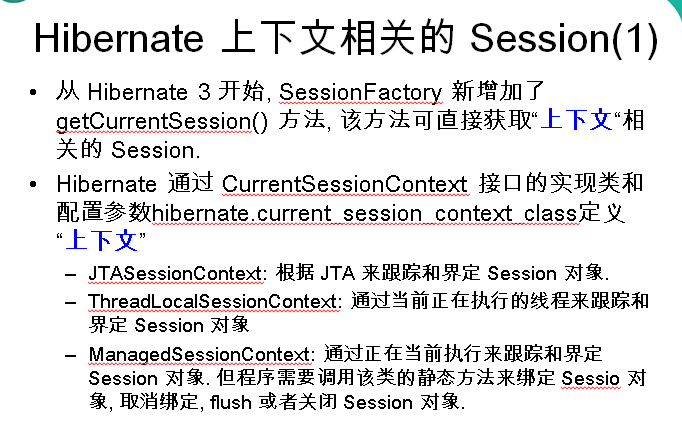 Hibernate 上下文相关的 Session(1)
• 从 Hibernate 3 开始, SessionFactory 新增加了
getCurrentSession() 方法, 该方法可直接获取“上下文“相
关的 Session.
• Hibernate 通过 CurrentSessionContext 接口的实现类和
配置参数hibernate.current_session_context_class定义
“上下文”
– JTASessionContext: 根据 JTA 来跟踪和界定 Session 对象.
– ThreadLocalSessionContext: 通过当前正在执行的线程来跟踪和
界定 Session 对象
– ManagedSessionContext: 通过正在当前执行来跟踪和界定
Session 对象. 但程序需要调用该类的静态方法来绑定 Sessio 对
象, 取消绑定, flush 或者关闭 Session 对象.